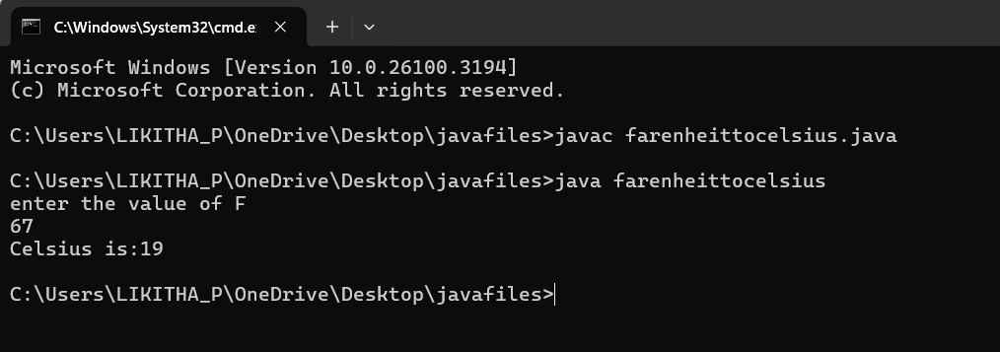 C:\Windows\System32\cmd.e
Microsoft Windows [Version 10.0.26100.3194]
(c) Microsoft Corporation. All rights reserved.
C:\Users\LIKITHA_P\OneDrive\Desktop\javafiles>javac farenheittocelsius.java
C:\Users\LIKITHA_P\OneDrive\Desktop\javafiles>java farenheittocelsius
enter the value of F
67
Celsius is:19
C:\Users\LIKITHA_P\OneDrive\Desktop\javafiles>